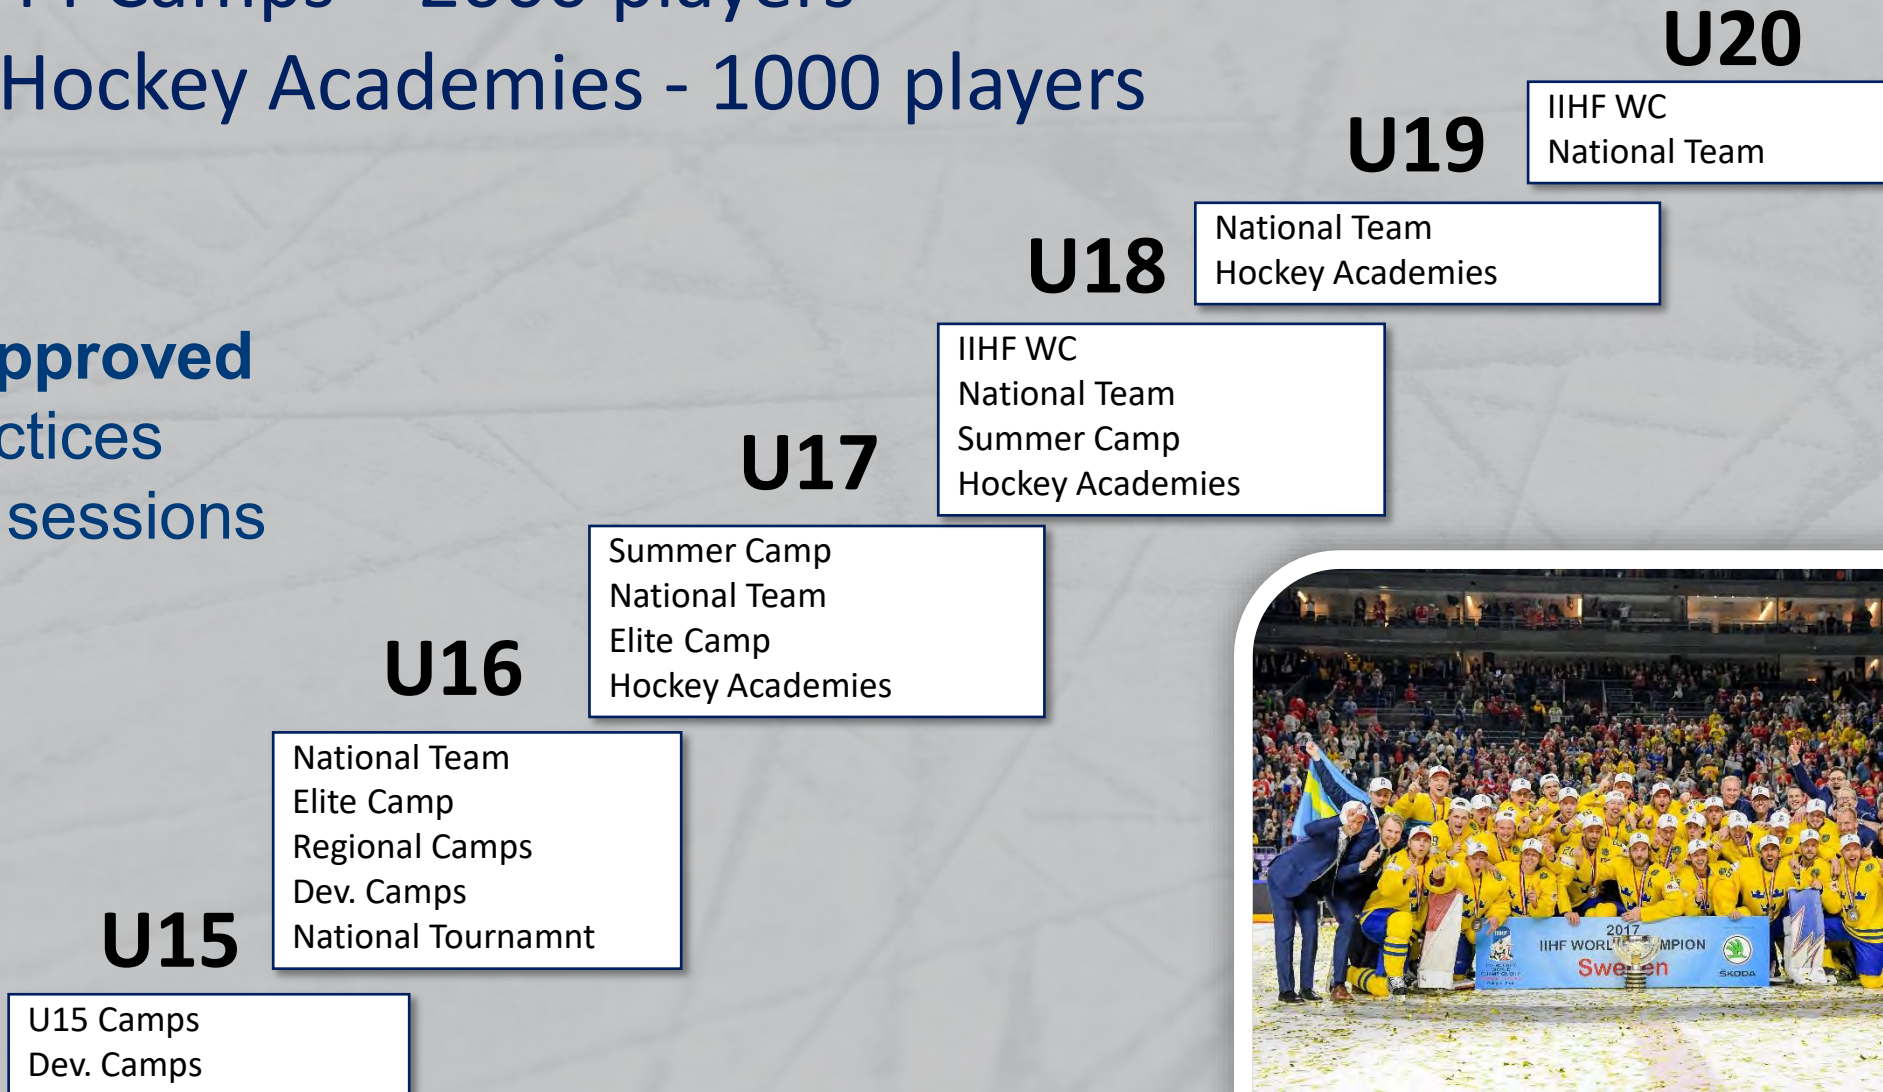 Camps - 2000 players
Hockey Academies - 1000 players
U20
IIHF WC
National Team
U19
National Team
Hockey Academies
U18
IIHF WC
National Team
Summer Camp
Hockey Academies
pproved
ctices
sessions
U17
Summer Camp
National Team
Elite Camp
Hockey Academies
U16
National Team
Elite Camp
Regional Camps
Dev. Camps
National Tournamnt
U15
U15 Camps
Dev. Camps
2017
IIHF WORL MPION
Swe en
ŠKODA